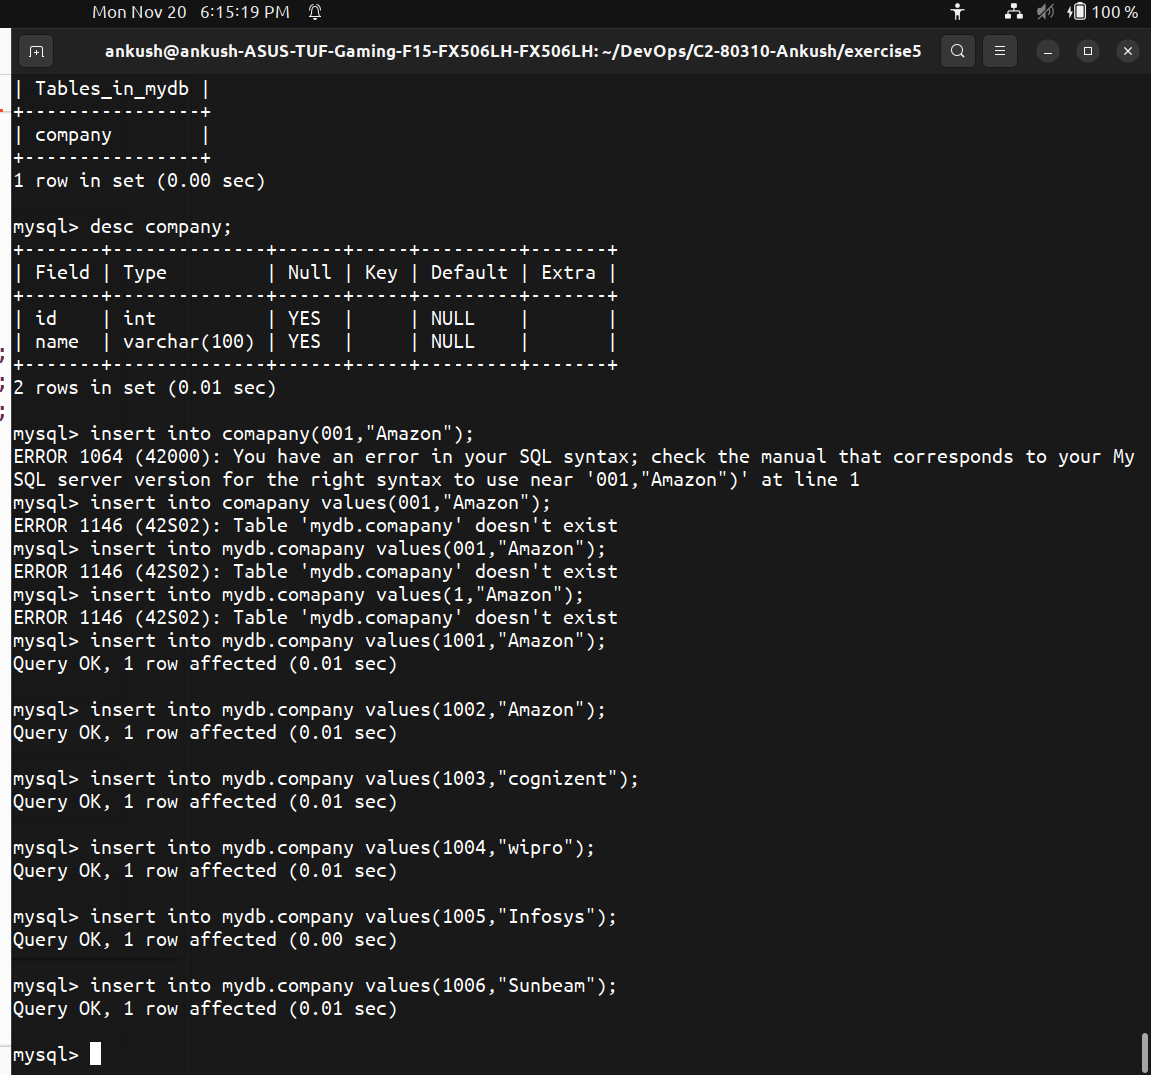 Mon Nov 20 6:15:19 PM 100 %
ankush@ankush-ASUS-TUF-Gaming-F15-FX506LH-FX506LH: ~/DevOps/C2-80310-Ankush/exercise5
| Tables_in_mydb |
+----------------+
| company        |
+----------------+
1 row in set (0.00 sec)

mysql> desc company;
+-------+--------------+------+-----+---------+-------+
| Field | Type         | Null | Key | Default | Extra |
+-------+--------------+------+-----+---------+-------+
| id    | int          | YES  |     | NULL    |       |
| name  | varchar(100) | YES  |     | NULL    |       |
+-------+--------------+------+-----+---------+-------+
2 rows in set (0.01 sec)

mysql> insert into comapany(001,"Amazon");
ERROR 1064 (42000): You have an error in your SQL syntax; check the manual that corresponds to your My
SQL server version for the right syntax to use near '001,"Amazon")' at line 1
mysql> insert into comapany values(001,"Amazon");
ERROR 1146 (42S02): Table 'mydb.comapany' doesn't exist
mysql> insert into mydb.comapany values(001,"Amazon");
ERROR 1146 (42S02): Table 'mydb.comapany' doesn't exist
mysql> insert into mydb.comapany values(1,"Amazon");
ERROR 1146 (42S02): Table 'mydb.comapany' doesn't exist
mysql> insert into mydb.company values(1001,"Amazon");
Query OK, 1 row affected (0.01 sec)

mysql> insert into mydb.company values(1002,"Amazon");
Query OK, 1 row affected (0.01 sec)

mysql> insert into mydb.company values(1003,"cognizent");
Query OK, 1 row affected (0.01 sec)

mysql> insert into mydb.company values(1004,"wipro");
Query OK, 1 row affected (0.01 sec)

mysql> insert into mydb.company values(1005,"Infosys");
Query OK, 1 row affected (0.00 sec)

mysql> insert into mydb.company values(1006,"Sunbeam");
Query OK, 1 row affected (0.01 sec)

mysql>